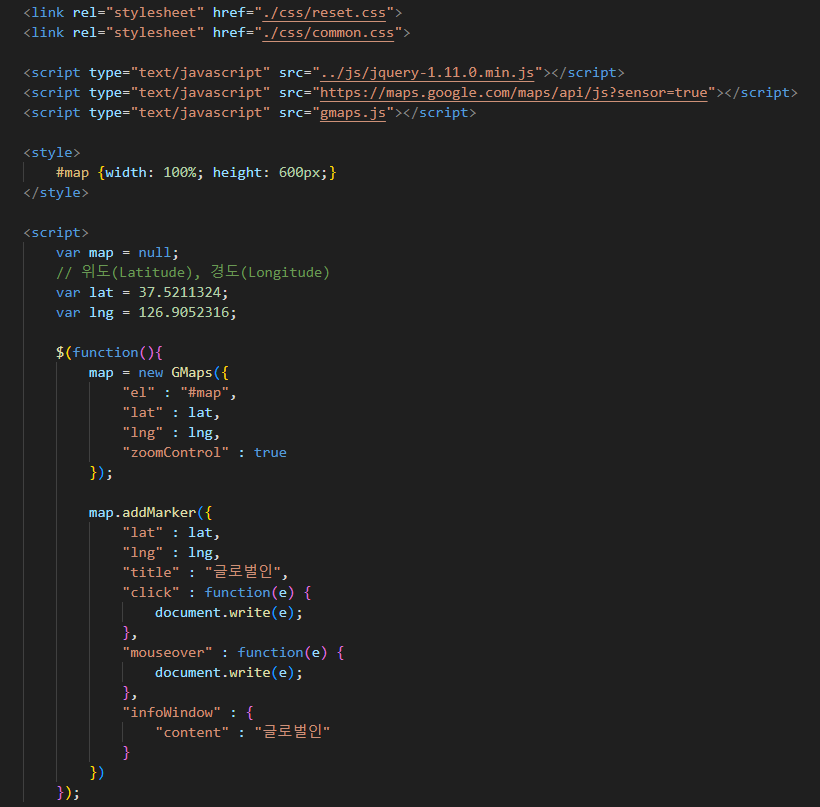 <link rel="stylesheet" href="./css/reset.css">
<link rel="stylesheet" href="./css/common.css">

<script type="text/javascript" src="../js/jquery-1.11.0.min.js"></script>
<script type="text/javascript" src="https://maps.google.com/maps/api/js?sensor=true"></script>
<script type="text/javascript" src="gmaps.js"></script>

<style>
    #map {width: 100%; height: 600px;}
</style>

<script>
    var map = null;
    // 위도(Latitude), 경도(Longitude)
    var lat = 37.5211324;
    var lng = 126.9052316;

    $(function(){
        map = new GMaps({
            "el" : "#map",
            "lat" : lat,
            "lng" : lng,
            "zoomControl" : true
        });

        map.addMarker({
            "lat" : lat,
            "lng" : lng,
            "title" : "글로벌인",
            "click" : function(e) {
                document.write(e);
            },
            "mouseover" : function(e) {
                document.write(e);
            },
            "infoWindow" : {
                "content" : "글로벌인"
            }
        })
    });